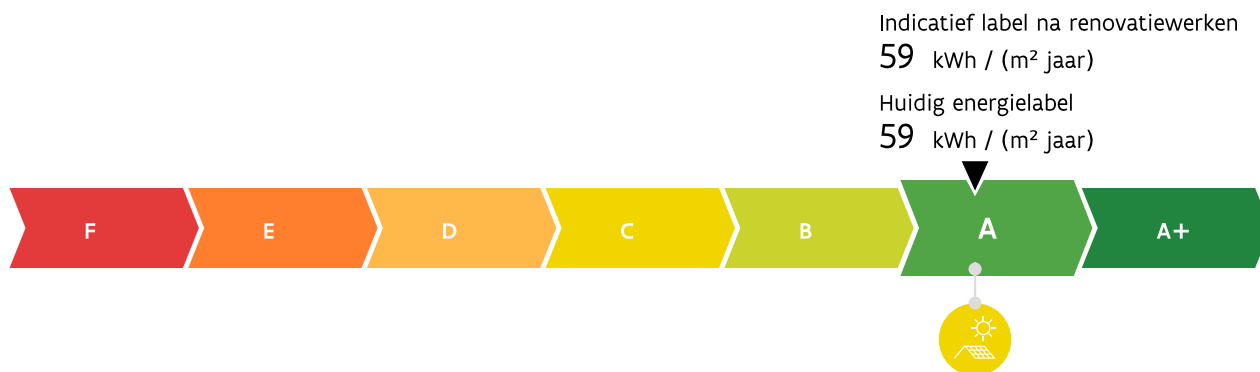 Indicatief label na renovatiewerken
59 kWh / (m² jaar)
Huidig energielabel
59 kWh / (m² jaar)
F E D C B A A+